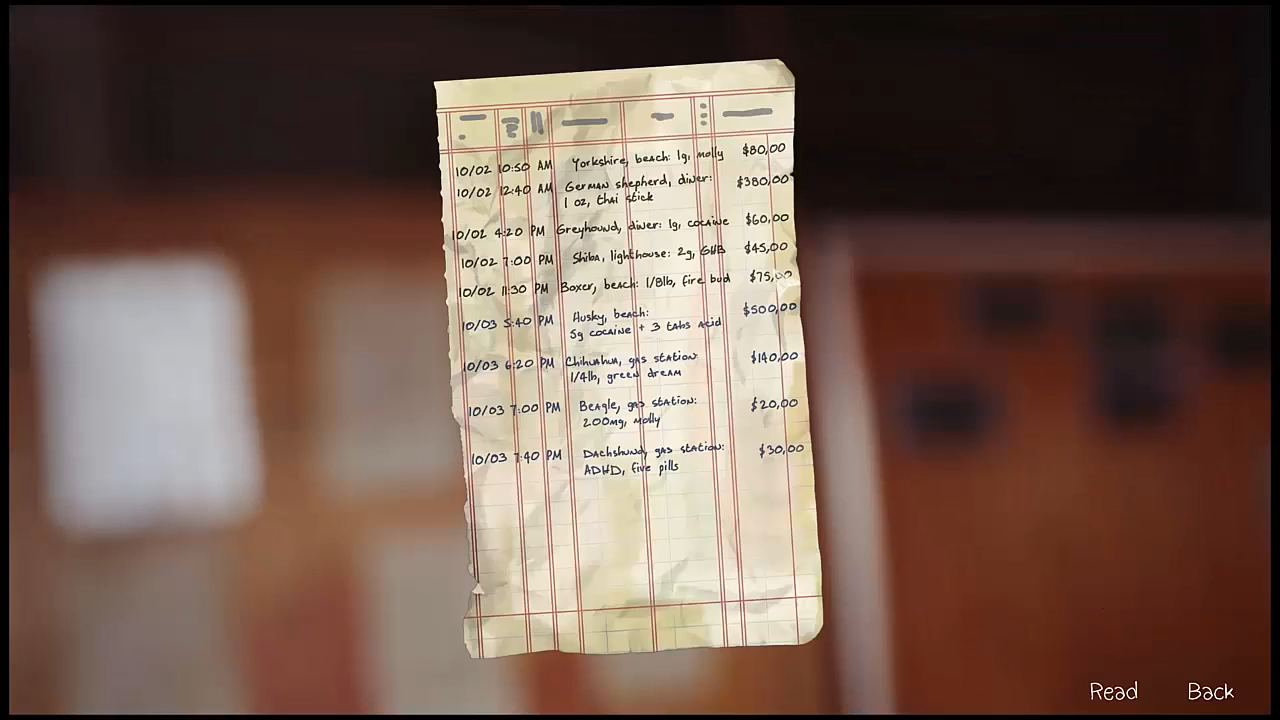 10/02 10:50 AM Yorkshire, beach: 1g, molly $80,00
10/02 12:40 AM German shepherd, diner: $380,00
1 oz, thai stick
10/02 4:20 PM Greyhound, diner: 1g, cocaine $60,00
10/02 7:00 PM Shiba, lighthouse: 2g, GHB $45,00
10/02 11:30 PM Boxer, beach: 1/8lb, fire bud $75,00
10/03 5:40 PM Husky, beach: $500,00
5g cocaine + 3 tabs acid
10/03 6:20 PM Chihuahua, gas station: $140,00
1/4lb, green dream
10/03 7:00 PM Beagle, gas station: $20,00
200mg, molly
10/03 7:40 PM Dachshund, gas station: $30,00
ADHD, five pills
Read Back